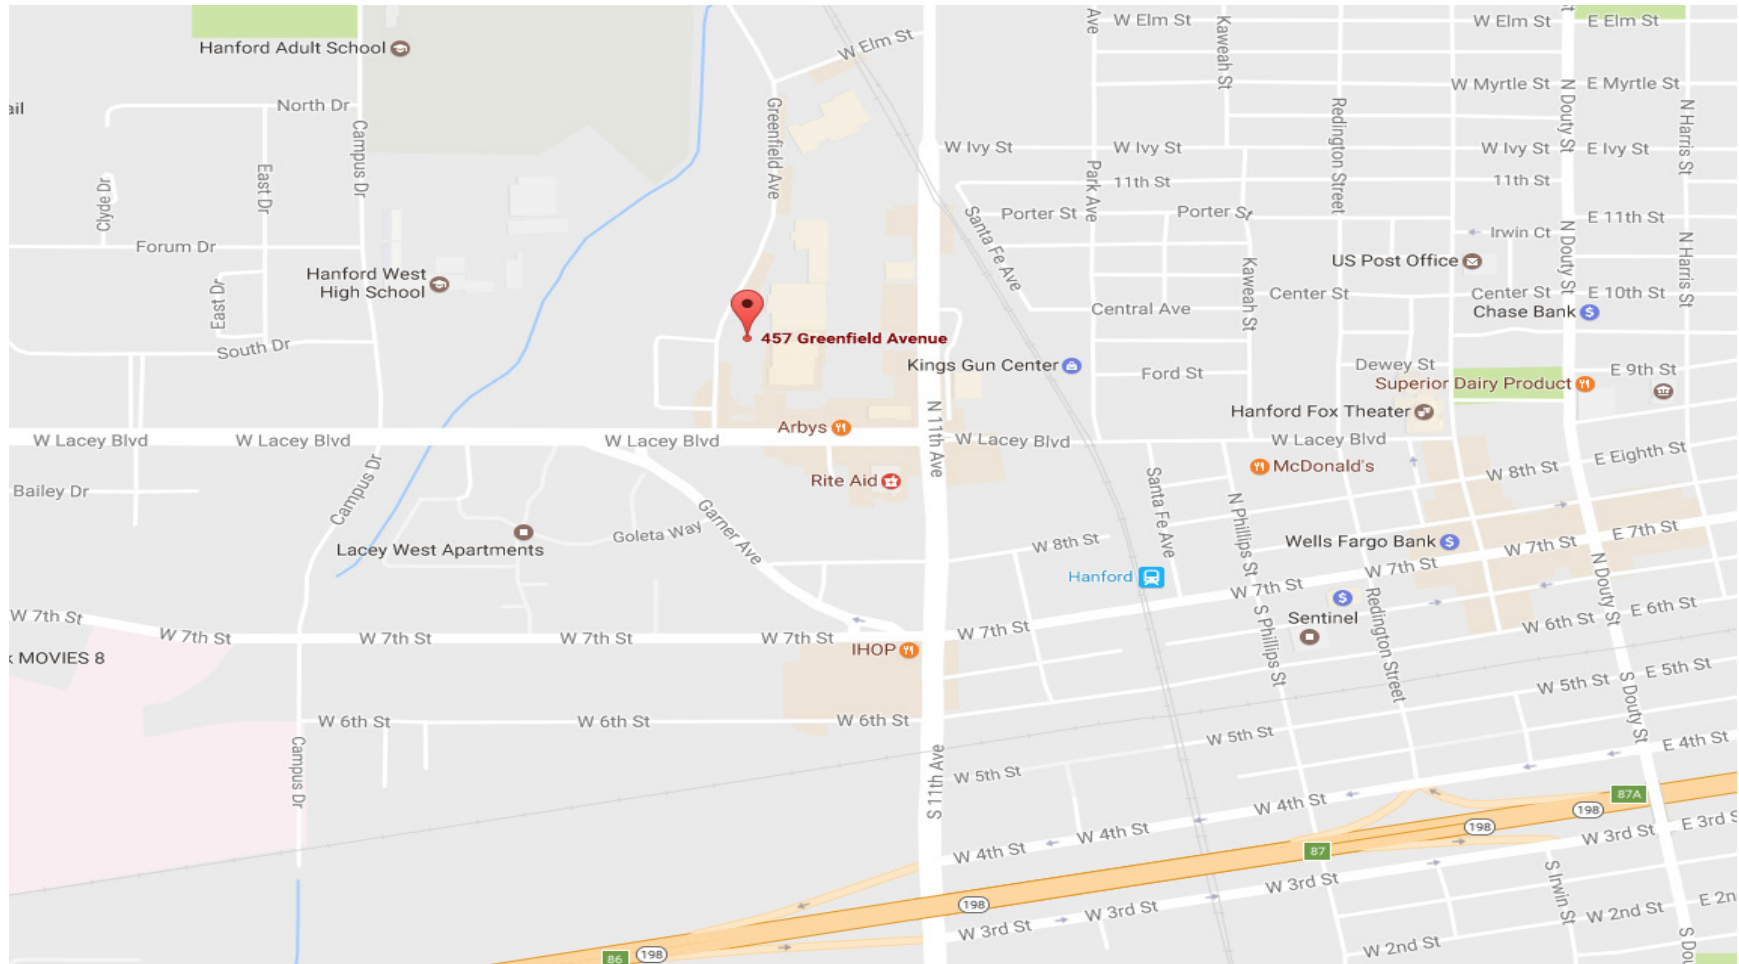 W Elm St
Kaweah St
W Elm St
E Elm St
Hanford Adult School
W Elm St
Ave
W Myrtle St
E Myrtle St
N Douty St
N Harris St
ail
North Dr
Greenfield Ave
Redington Street
Campus Dr
W Ivy St
W Ivy St
W Ivy St
E Ivy St
Clyde Dr
East Dr
Park Ave
11th St
11th St
Porter St
Porter St
E 11th St
Forum Dr
Santa Fe Ave
Irwin Ct
N Douty St
N Harris St
Hanford West
High School
US Post Office
East Dr
Kaweah St
Center St
Center St
E 10th St
Central Ave
Chase Bank
South Dr
457 Greenfield Avenue
Kings Gun Center
Ford St
Dewey St
E 9th St
Superior Dairy Product
Hanford Fox Theater
Arbys
N 11th Ave
W Lacey Blvd
W Lacey Blvd
W Lacey Blvd
W Lacey Blvd
W Lacey Blvd
E Eighth St
McDonald's
W 8th St
Bailey Dr
Campus Dr
Rite Aid
Santa Fe Ave
N Phillips St
Garner Ave
Goleta Way
Lacey West Apartments
W 8th St
Wells Fargo Bank
W 7th St
E 7th St
Hanford
W 7th St
W 7th St
N Douty St
Sentinel
Redington Street
S Phillips St
W 6th St
E 6th St
W 7th St
W 7th St
W 7th St
W 7th St
W 7th St
W 7th St
IHOP
MOVIES 8
E 5th St
W 5th St
S Douty St
W 6th St
W 6th St
W 6th St
W 5th St
E 4th St
W 5th St
Campus Dr
S 11th Ave
87A
W 4th St
198
198
W 4th St
W 4th St
87
W 3rd St
E 3rd S
W 3rd St
S Irwin St
198
W 3rd St
W 3rd St
W 2nd St
E 2n
W 2nd St
S Dou
86
198